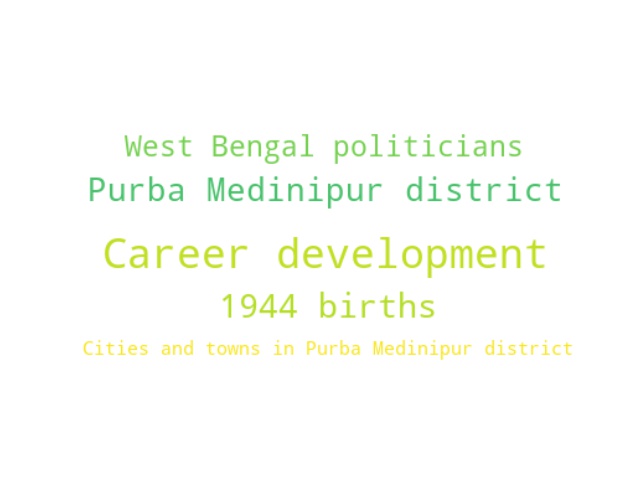 West Bengal politicians
Purba Medinipur district
Career development
1944 births
Cities and towns in Purba Medinipur district